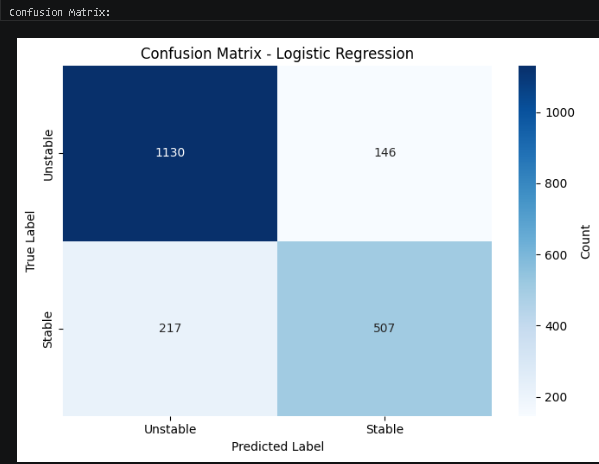 Confusion Matrix:
Confusion Matrix - Logistic Regression
True Label
Unstable
1130
146
Stable
217
507
Unstable
Stable
Predicted Label
1000
800
600
400
200
Count